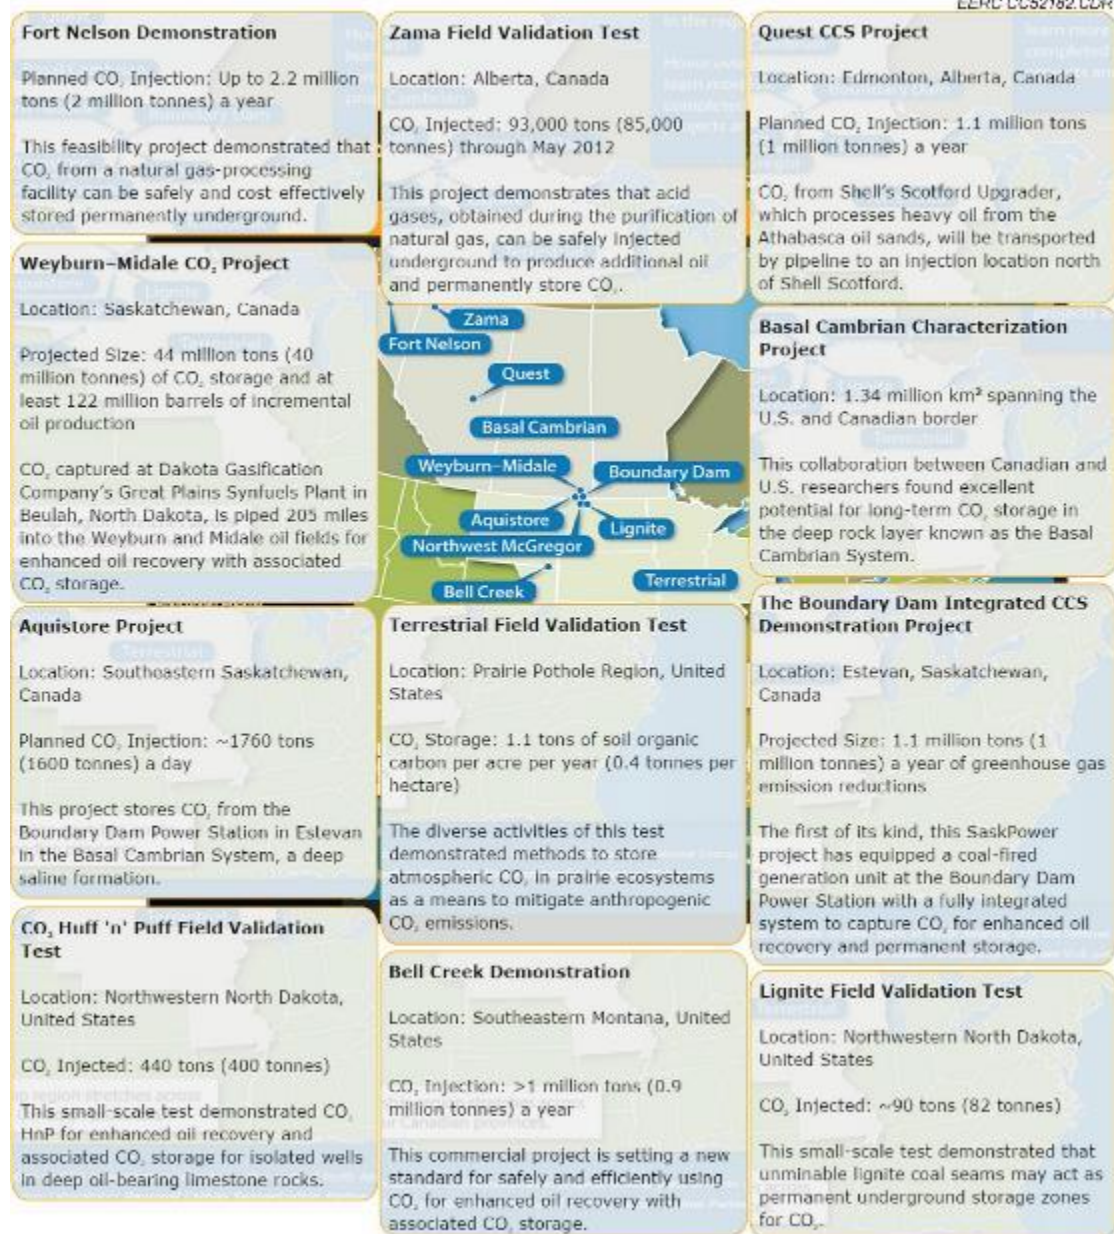 EERC CC52182.CDR
Fort Nelson Demonstration
Planned CO₂ Injection: Up to 2.2 million
tons (2 million tonnes) a year
This feasibility project demonstrated that
CO₂ from a natural gas-processing
facility can be safely and cost effectively
stored permanently underground.
Weyburn–Midale CO₂ Project
Location: Saskatchewan, Canada
Projected Size: 44 million tons (40
million tonnes) of CO₂ storage and at
least 122 million barrels of incremental
oil production
CO₂ captured at Dakota Gasification
Company's Great Plains Synfuels Plant in
Beulah, North Dakota, is piped 205 miles
into the Weyburn and Midale oil fields for
enhanced oil recovery with associated
CO₂ storage.
Aquistore Project
Location: Southeastern Saskatchewan,
Canada
Planned CO₂ Injection: ~1760 tons
(1600 tonnes) a day
This project stores CO₂ from the
Boundary Dam Power Station in Estevan
in the Basal Cambrian System, a deep
saline formation.
CO₂ Huff 'n' Puff Field Validation
Test
Location: Northwestern North Dakota,
United States
CO₂ Injected: 440 tons (400 tonnes)
This small-scale test demonstrated CO₂
HnP for enhanced oil recovery and
associated CO₂ storage for isolated wells
in deep oil-bearing limestone rocks.
Zama Field Validation Test
Location: Alberta, Canada
CO₂ Injected: 93,000 tons (85,000
tonnes) through May 2012
This project demonstrates that acid
gases, obtained during the purification of
natural gas, can be safely injected
underground to produce additional oil
and permanently store CO₂.
Zama
Fort Nelson
Quest
Basal Cambrian
Weyburn–Midale
Boundary Dam
Aquistore
Lignite
Northwest McGregor
Bell Creek
Terrestrial
Terrestrial Field Validation Test
Location: Prairie Pothole Region, United
States
CO₂ Storage: 1.1 tons of soil organic
carbon per acre per year (0.4 tonnes per
hectare)
The diverse activities of this test
demonstrated methods to store
atmospheric CO₂ in prairie ecosystems
as a means to mitigate anthropogenic
CO₂ emissions.
Bell Creek Demonstration
Location: Southeastern Montana, United
States
CO₂ Injection: >1 million tons (0.9
million tonnes) a year
This commercial project is setting a new
standard for safely and efficiently using
CO₂ for enhanced oil recovery with
associated CO₂ storage.
Quest CCS Project
Location: Edmonton, Alberta, Canada
Planned CO₂ Injection: 1.1 million tons
(1 million tonnes) a year
CO₂ from Shell's Scotford Upgrader,
which processes heavy oil from the
Athabasca oil sands, will be transported
by pipeline to an injection location north
of Shell Scotford.
Basal Cambrian Characterization
Project
Location: 1.34 million km² spanning the
U.S. and Canadian border
This collaboration between Canadian and
U.S. researchers found excellent
potential for long-term CO₂ storage in
the deep rock layer known as the Basal
Cambrian System.
The Boundary Dam Integrated CCS
Demonstration Project
Location: Estevan, Saskatchewan,
Canada
Projected Size: 1.1 million tons (1
million tonnes) a year of greenhouse gas
emission reductions
The first of its kind, this SaskPower
project has equipped a coal-fired
generation unit at the Boundary Dam
Power Station with a fully integrated
system to capture CO₂ for enhanced oil
recovery and permanent storage.
Lignite Field Validation Test
Location: Northwestern North Dakota,
United States
CO₂ Injected: ~90 tons (82 tonnes)
This small-scale test demonstrated that
unminable lignite coal seams may act as
permanent underground storage zones
for CO₂.